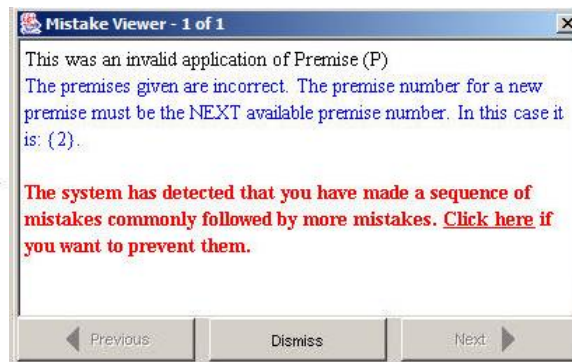 Mistake Viewer - 1 of 1
This was an invalid application of Premise (P)
The premises given are incorrect. The premise number for a new
premise must be the NEXT available premise number. In this case it
is: {2}.
The system has detected that you have made a sequence of
mistakes commonly followed by more mistakes. Click here if
you want to prevent them.
Previous Dismiss Next